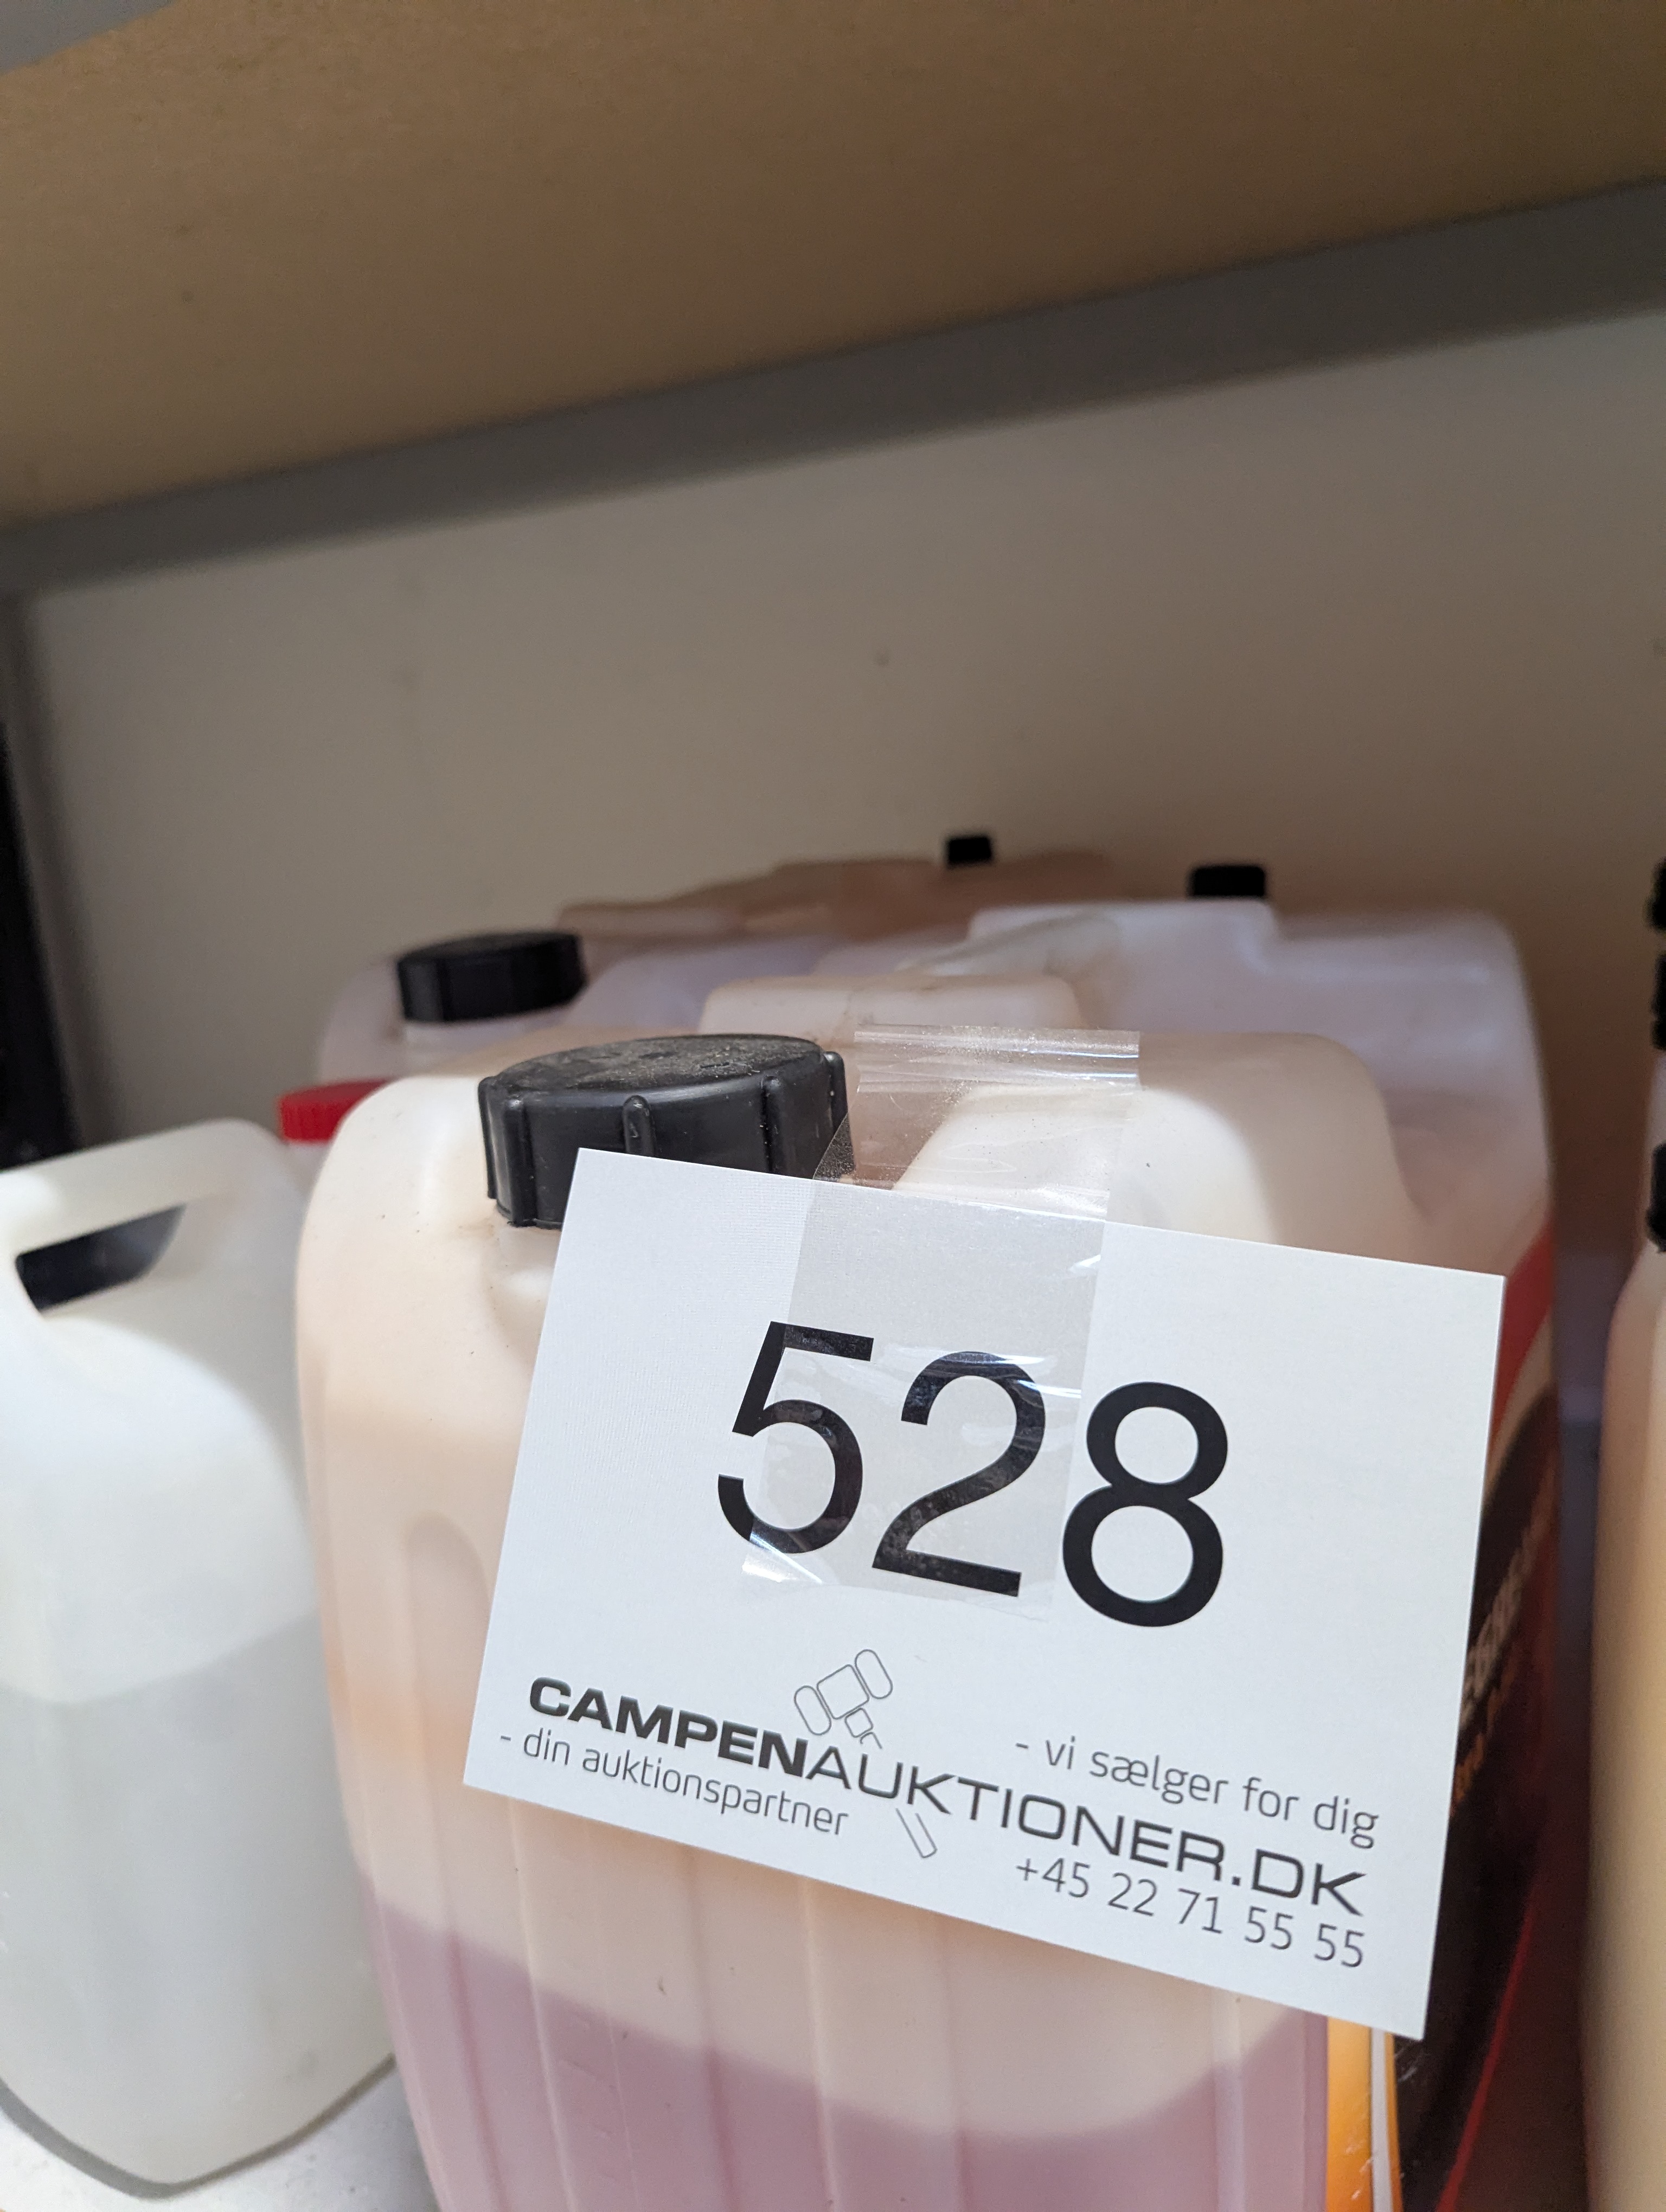 528
- vi sælger for dig
CAMPENAUKTIONER.DK
- din auktionspartner
+45 22 71 55 55